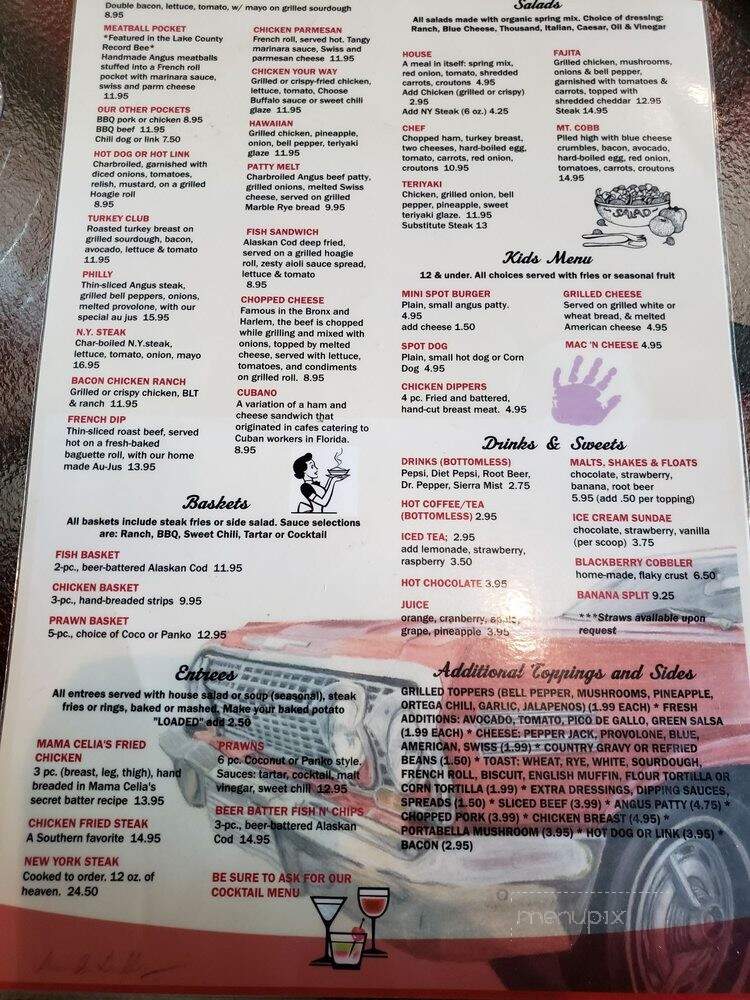 Double bacon, lettuce, tomato, w/ mayo on grilled sourdough
8.95
MEATBALL POCKET
*Featured in the Lake County
Record Bee*
Handmade Angus meatballs
stuffed into a French roll
pocket with marinara sauce,
swiss and parm cheese
11.95
OUR OTHER POCKETS
BBQ pork or chicken 8.95
BBQ beef 11.95
Chili dog or link 7.50
HOT DOG OR HOT LINK
Charbroiled, garnished with
diced onions, tomatoes,
relish, mustard, on a grilled
Hoagie roll
8.95
TURKEY CLUB
Roasted turkey breast on
grilled sourdough, bacon,
avocado, lettuce & tomato
11.95
PHILLY
Thin-sliced Angus steak,
grilled bell peppers, onions,
melted provolone, with our
special au jus 15.95
N.Y. STEAK
Char-boiled N.Y.steak,
lettuce, tomato, onion, mayo
16.95
BACON CHICKEN RANCH
Grilled or crispy chicken, BLT
& ranch 11.95
FRENCH DIP
Thin-sliced roast beef, served
hot on a fresh-baked
baguette roll, with our home
made Au-Jus 13.95
CHICKEN PARMESAN
French roll, served hot. Tangy
marinara sauce, Swiss and
parmesan cheese 11.95
CHICKEN YOUR WAY
Grilled or crispy-fried chicken,
lettuce, tomato, Choose
Buffalo sauce or sweet chili
glaze 11.95
HAWAIIAN
Grilled chicken, pineapple,
onion, bell pepper, teriyaki
glaze 11.95
PATTY MELT
Charbroiled Angus beef patty,
grilled onions, melted Swiss
cheese, served on grilled
Marble Rye bread 9.95
FISH SANDWICH
Alaskan Cod deep fried,
served on a grilled hoagie
roll, zesty aioli sauce spread,
lettuce & tomato
8.95
CHOPPED CHEESE
Famous in the Bronx and
Harlem, the beef is chopped
while grilling and mixed with
onions, topped by melted
cheese, served with lettuce,
tomatoes, and condiments
on grilled roll. 8.95
CUBANO
A variation of a ham and
cheese sandwich that
originated in cafes catering to
Cuban workers in Florida.
8.95
Baskets
All baskets include steak fries or side salad. Sauce selections
are: Ranch, BBQ, Sweet Chili, Tartar or Cocktail
FISH BASKET
2-pc., beer-battered Alaskan Cod 11.95
CHICKEN BASKET
3-pc., hand-breaded strips 9.95
PRAWN BASKET
5-pc., choice of Coco or Panko 12.95
Entrees
All entrees served with house salad or soup (seasonal), steak
fries or rings, baked or mashed. Make your baked potato
"LOADED" add 2.50
MAMA CELIA'S FRIED
CHICKEN
3 pc. (breast, leg, thigh), hand
breaded in Mama Celia's
secret batter recipe 13.95
CHICKEN FRIED STEAK
A Southern favorite 14.95
NEW YORK STEAK
Cooked to order. 12 oz. of
heaven. 24.50
PRAWNS
6 pc. Coconut or Panko style.
Sauces: tartar, cocktail, malt
vinegar, sweet chili 12.95
BEER BATTER FISH N' CHIPS
3-pc., beer-battered Alaskan
Cod 14.95
BE SURE TO ASK FOR OUR
COCKTAIL MENU
Salads
All salads made with organic spring mix. Choice of dressing:
Ranch, Blue Cheese, Thousand, Italian, Caesar, Oil & Vinegar
HOUSE
A meal in itself: spring mix,
red onion, tomato, shredded
carrots, croutons 4.95
Add Chicken (grilled or crispy)
2.95
Add NY Steak (6 oz.) 4.25
CHEF
Chopped ham, turkey breast,
two cheeses, hard-boiled egg,
tomato, carrots, red onion,
croutons 10.95
TERIYAKI
Chicken, grilled onion, bell
pepper, pineapple, sweet
teriyaki glaze. 11.95
Substitute Steak 13
FAJITA
Grilled chicken, mushrooms,
onions & bell pepper,
garnished with tomatoes &
carrots, topped with
shredded cheddar 12.95
Steak 14.95
MT. COBB
Piled high with blue cheese
crumbles, bacon, avocado,
hard-boiled egg, red onion,
tomatoes, carrots, croutons
14.95
SALAD
Kids Menu
12 & under. All choices served with fries or seasonal fruit
MINI SPOT BURGER
Plain, small angus patty.
4.95
add cheese 1.50
SPOT DOG
Plain, small hot dog or Corn
Dog 4.95
CHICKEN DIPPERS
4 pc. Fried and battered,
hand-cut breast meat. 4.95
GRILLED CHEESE
Served on grilled white or
wheat bread, & melted
American cheese 4.95
MAC 'N CHEESE 4.95
Drinks & Sweets
DRINKS (BOTTOMLESS)
Pepsi, Diet Pepsi, Root Beer,
Dr. Pepper, Sierra Mist 2.75
HOT COFFEE/TEA
(BOTTOMLESS) 2.95
ICED TEA; 2.95
add lemonade, strawberry,
raspberry 3.50
HOT CHOCOLATE 3.95
JUICE
orange, cranberry, apple,
grape, pineapple 3.95
MALTS, SHAKES & FLOATS
chocolate, strawberry,
banana, root beer
5.95 (add .50 per topping)
ICE CREAM SUNDAE
chocolate, strawberry, vanilla
(per scoop) 3.75
BLACKBERRY COBBLER
home-made, flaky crust 6.50
BANANA SPLIT 9.25
***Straws available upon
request
Additional Toppings and Sides
GRILLED TOPPERS (BELL PEPPER, MUSHROOMS, PINEAPPLE,
ORTEGA CHILI, GARLIC, JALAPENOS) (1.99 EACH) * FRESH
ADDITIONS: AVOCADO, TOMATO, PICO DE GALLO, GREEN SALSA
(1.99 EACH) * CHEESE: PEPPER JACK, PROVOLONE, BLUE,
AMERICAN, SWISS (1.99) * COUNTRY GRAVY OR REFRIED
BEANS (1.50) * TOAST: WHEAT, RYE, WHITE, SOURDOUGH,
FRENCH ROLL, BISCUIT, ENGLISH MUFFIN, FLOUR TORTILLA OR
CORN TORTILLA (1.99) * EXTRA DRESSINGS, DIPPING SAUCES,
SPREADS (1.50) * SLICED BEEF (3.99) * ANGUS PATTY (4.75) *
CHOPPED PORK (3.99) * CHICKEN BREAST (4.95) *
PORTABELLA MUSHROOM (3.95) * HOT DOG OR LINK (3.95) *
BACON (2.95)
menupix